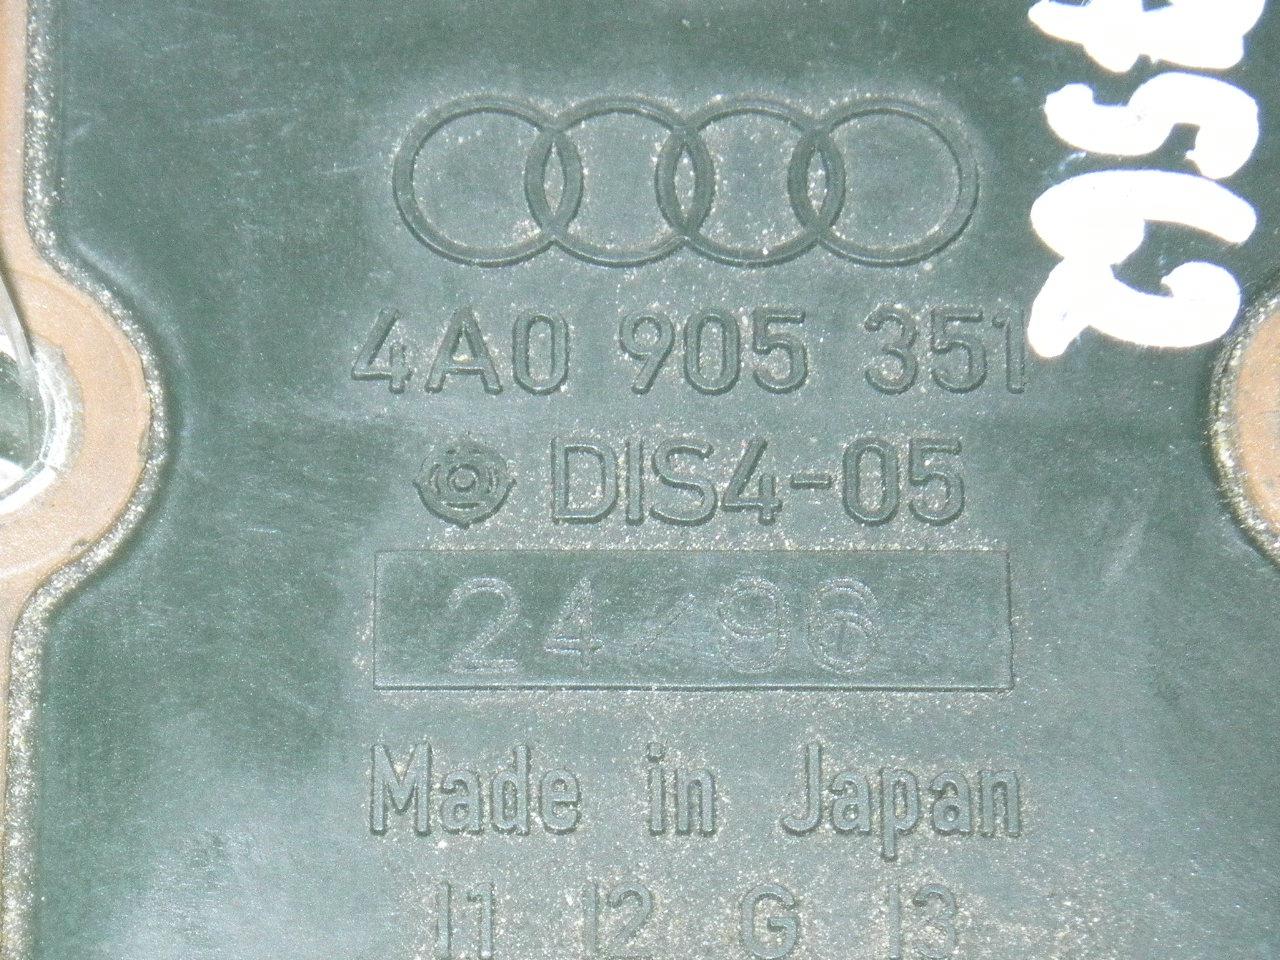 4A0 905 351
DIS4-05
24/96
Made in Japan
I1 I2 G I3